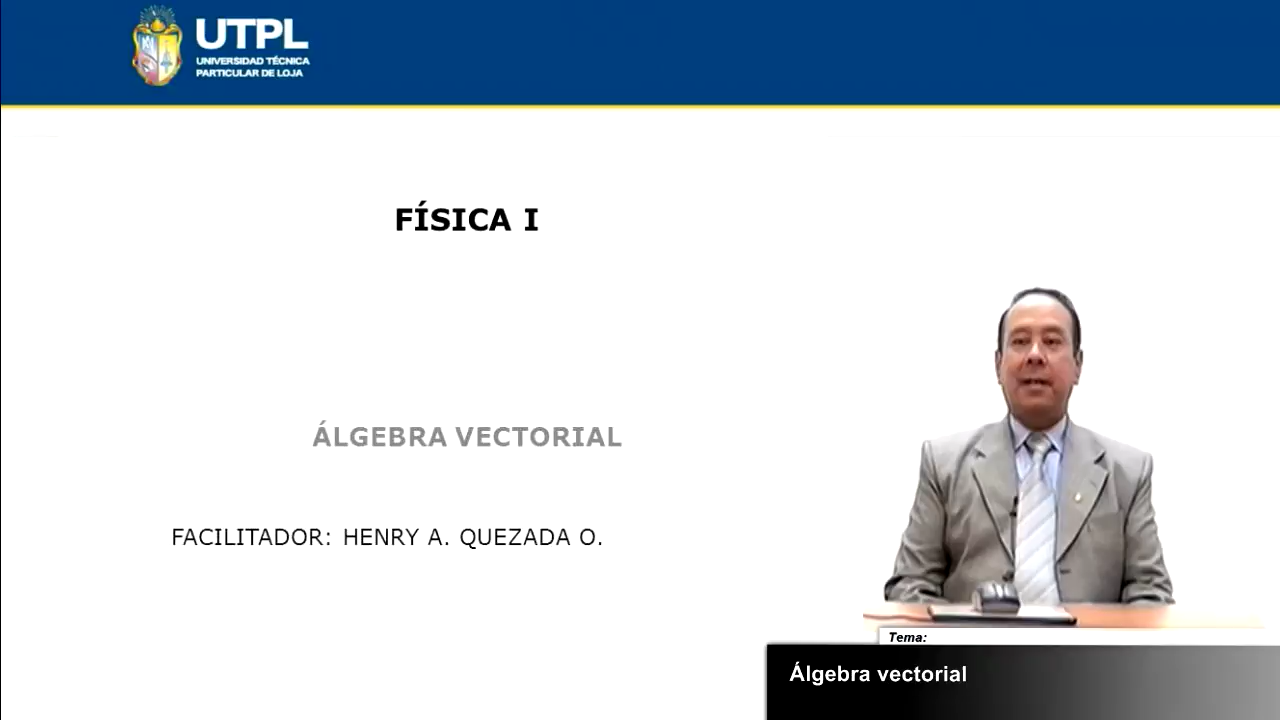 UTPL
UNIVERSIDAD TÉCNICA
PARTICULAR DE LOJA
FÍSICA I
ÁLGEBRA VECTORIAL
FACILITADOR: HENRY A. QUEZADA O.
Tema:
Álgebra vectorial